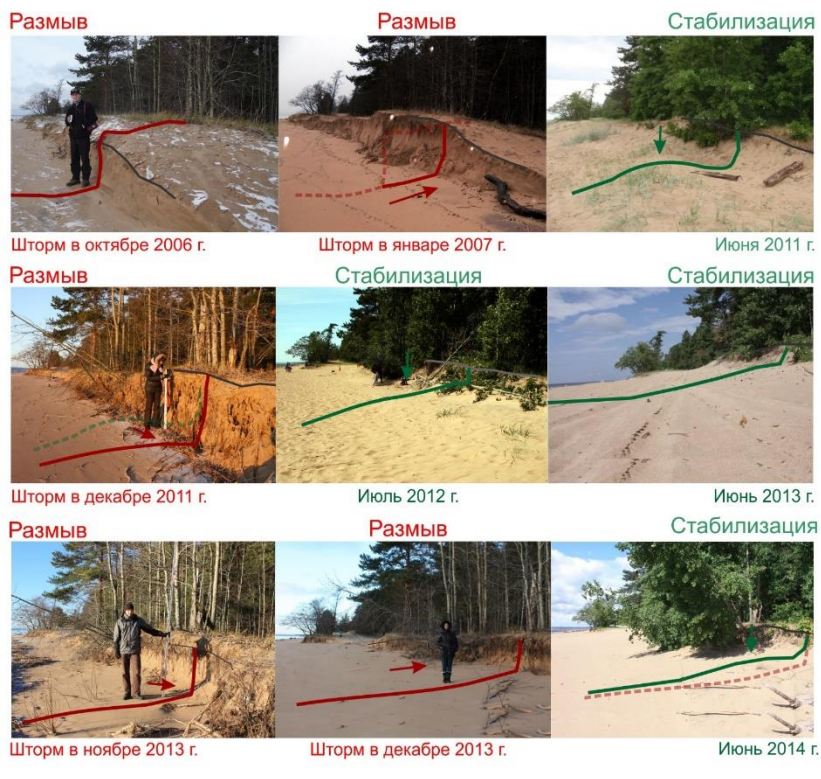 Размыв
Размыв
Стабилизация
Шторм в октябре 2006 г.
Шторм в январе 2007 г.
Июня 2011 г.
Размыв
Стабилизация
Стабилизация
Шторм в декабре 2011 г.
Июль 2012 г.
Июнь 2013 г.
Размыв
Размыв
Стабилизация
Шторм в ноябре 2013 г.
Шторм в декабре 2013 г.
Июнь 2014 г.